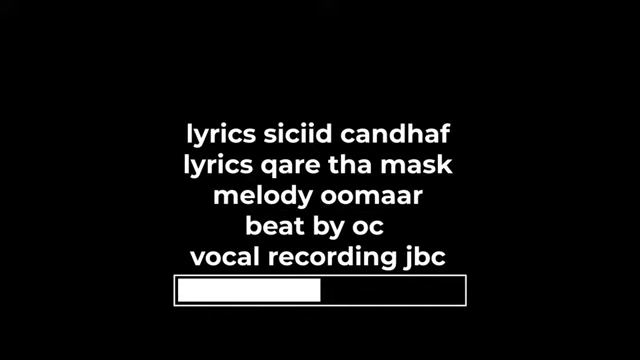 lyrics siciid candhaf
lyrics qare tha mask
melody oomaar
beat by oc
vocal recording jbc